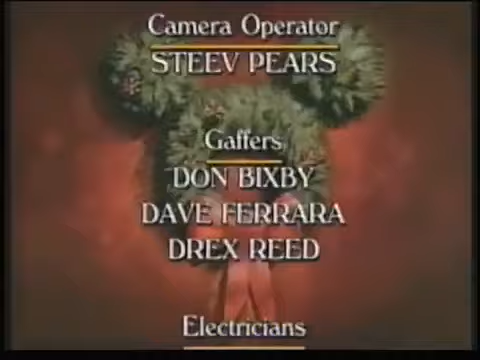 Camera Operator
STEEV PEARS
Gaffers
DON BIXBY
DAVE FERRARA
DREX REED
Electricians